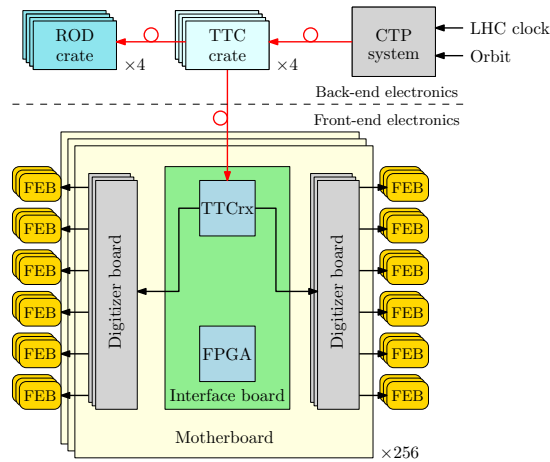 ROD
crate
×4
TTC
crate
×4
CTP
system
LHC clock
Orbit
Back-end electronics
Front-end electronics
FEB
FEB
FEB
FEB
FEB
FEB
Digitizer board
TTCrx
FPGA
Interface board
Digitizer board
FEB
FEB
FEB
FEB
FEB
FEB
Motherboard
×256